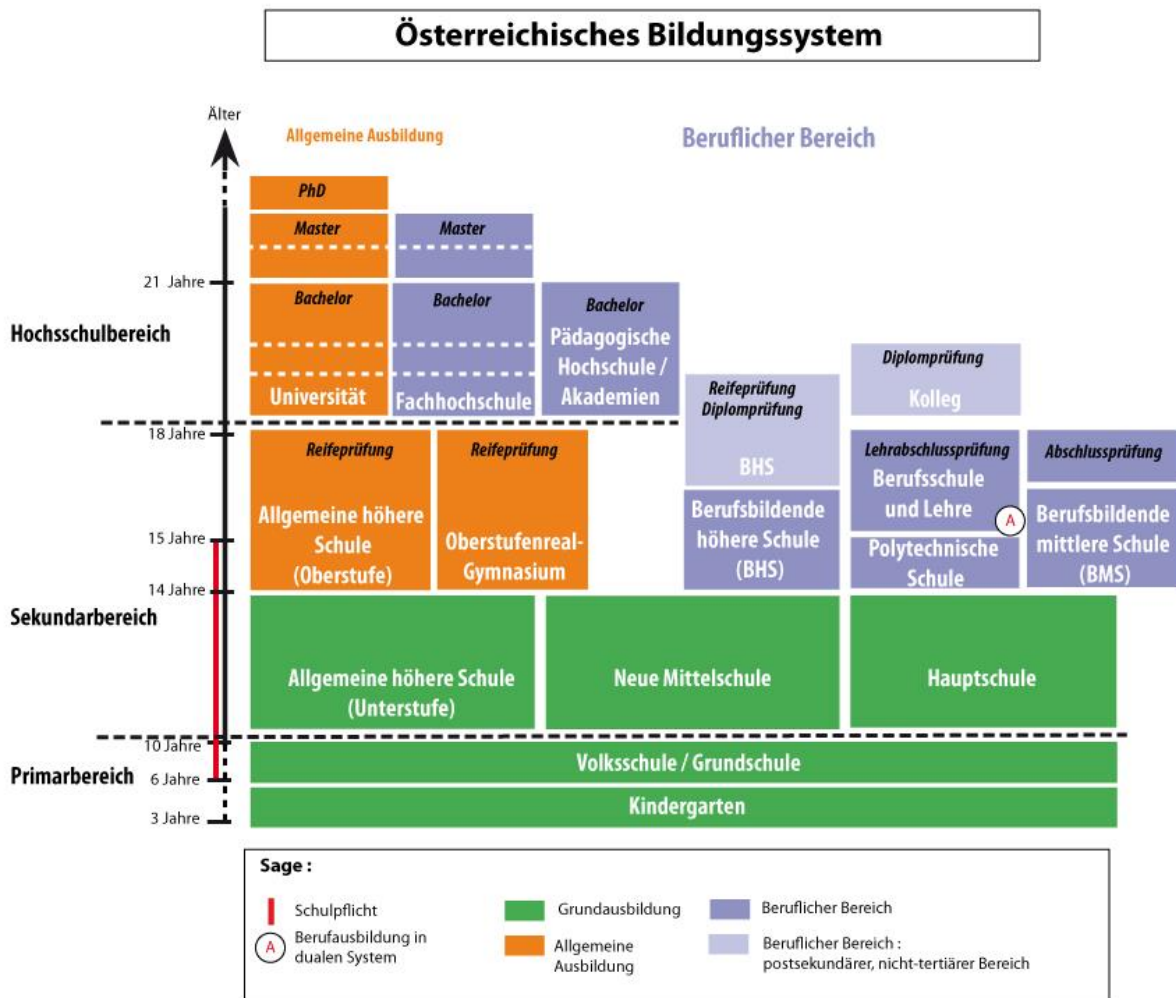 Österreichisches Bildungssystem
Älter
Allgemeine Ausbildung
Beruflicher Bereich
PhD
Master
Master
21 Jahre
Bachelor
Bachelor
Bachelor
Hochsschulbereich
Pädagogische
Hochschule /
Akademien
Universität
Fachhochschule
Reifeprüfung
Diplomprüfung
Diplomprüfung
Kolleg
18 Jahre
Reifeprüfung
Reifeprüfung
BHS
Lehrabschlussprüfung
Abschlussprüfung
Berufsschule
und Lehre
A
Allgemeine höhere
Schule
(Oberstufe)
Oberstufenreal-
Gymnasium
Berufsbildende
höhere Schule
(BHS)
Polytechnische
Schule
Berufsbildende
mittlere Schule
(BMS)
15 Jahre
14 Jahre
Sekundarbereich
Allgemeine höhere Schule
(Unterstufe)
Neue Mittelschule
Hauptschule
10 Jahre
Primarbereich
6 Jahre
Volksschule / Grundschule
Kindergarten
3 Jahre
Sage :
Schulpflicht
A
Berufausbildung in
dualen System
Grundausbildung
Allgemeine
Ausbildung
Beruflicher Bereich
Beruflicher Bereich :
postsekundärer, nicht-tertiärer Bereich